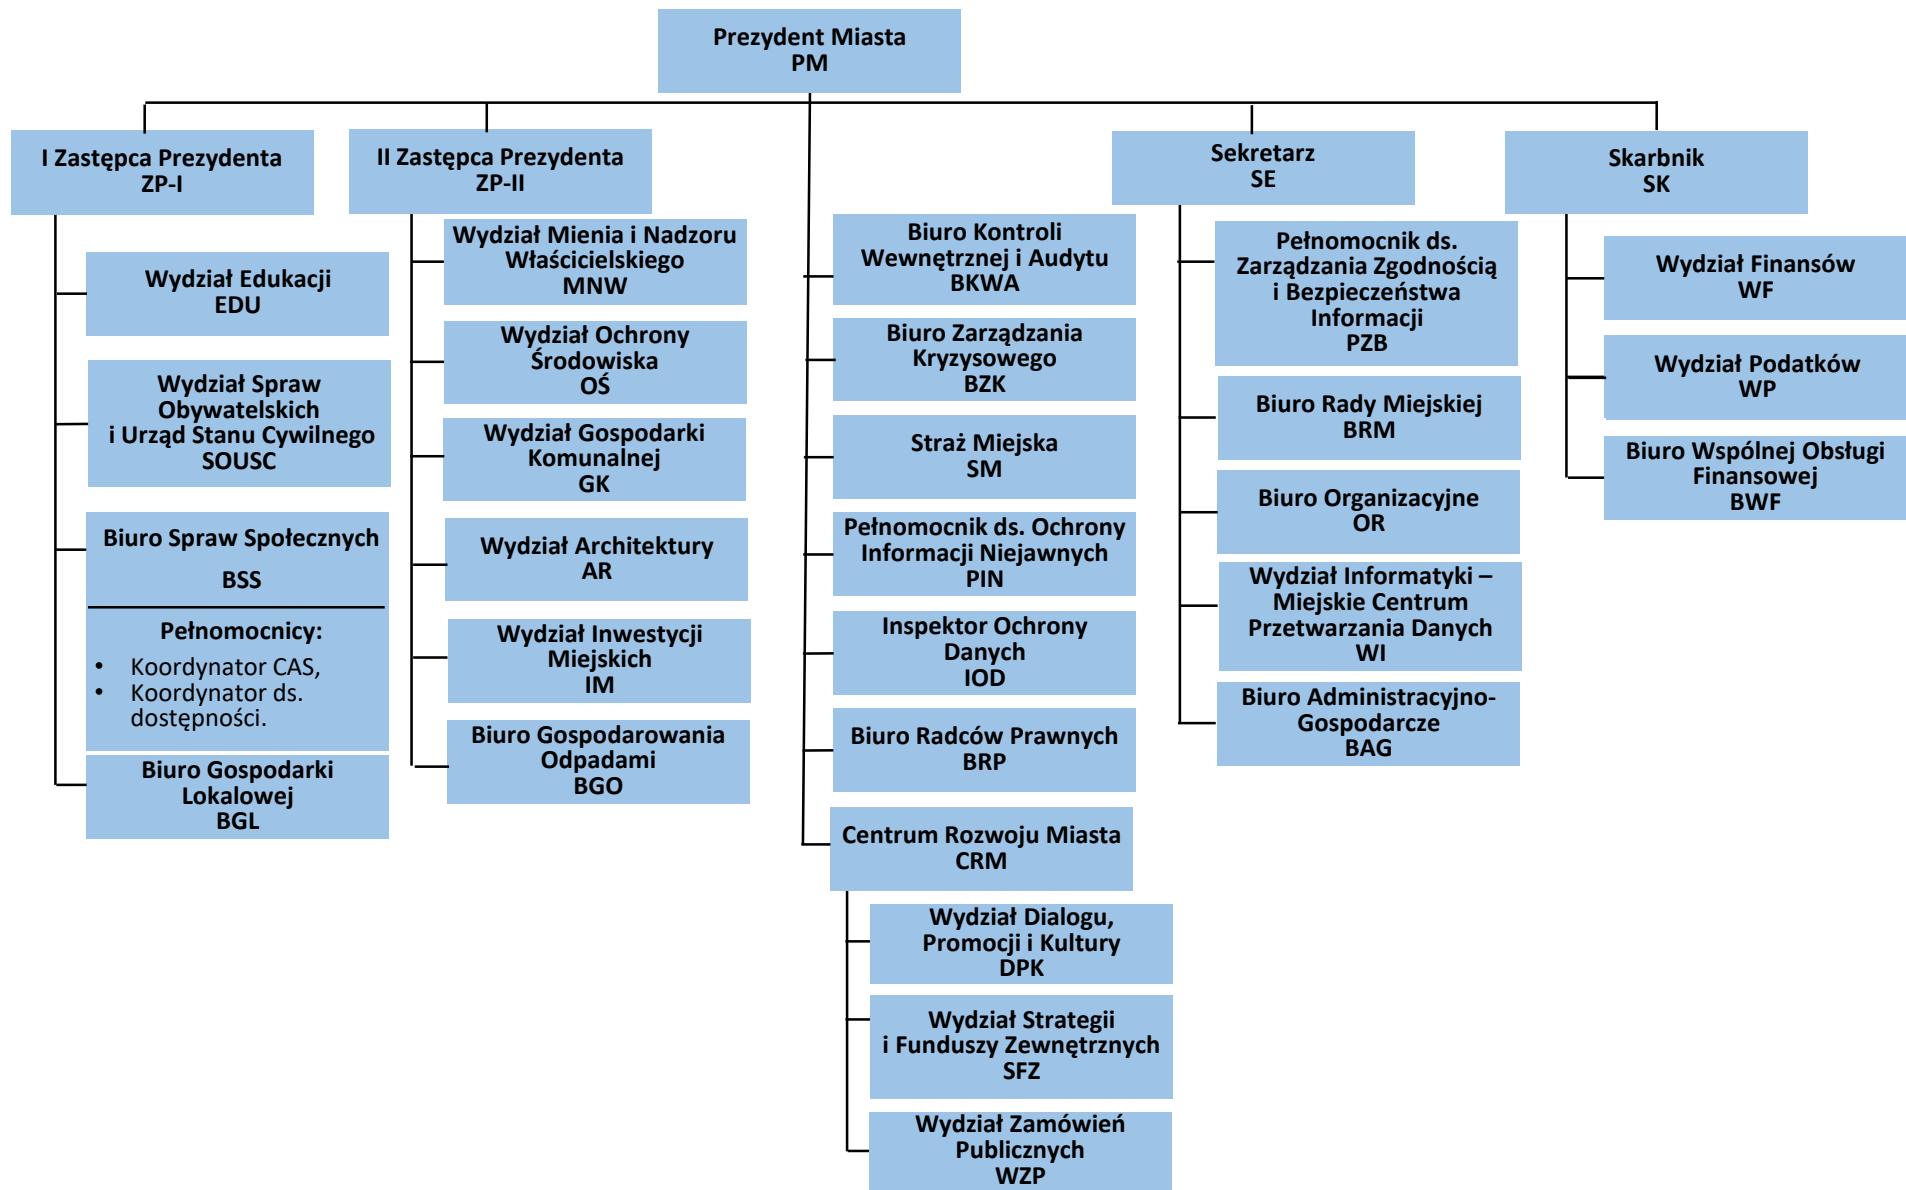 Prezydent Miasta
PM
I Zastępca Prezydenta
ZP-I
II Zastępca Prezydenta
ZP-II
Sekretarz
SE
Skarbnik
SK
Wydział Edukacji
EDU
Wydział Spraw
Obywatelskich
i Urząd Stanu Cywilnego
SOUSC
Biuro Spraw Społecznych
BSS
Pełnomocnicy:
• Koordynator CAS,
• Koordynator ds.
dostępności.
Biuro Gospodarki
Lokalowej
BGL
Wydział Mienia i Nadzoru
Właścicielskiego
MNW
Wydział Ochrony
Środowiska
OŚ
Wydział Gospodarki
Komunalnej
GK
Wydział Architektury
AR
Wydział Inwestycji
Miejskich
IM
Biuro Gospodarowania
Odpadami
BGO
Biuro Kontroli
Wewnętrznej i Audytu
BKWA
Biuro Zarządzania
Kryzysowego
BZK
Straż Miejska
SM
Pełnomocnik ds. Ochrony
Informacji Niejawnych
PIN
Inspektor Ochrony
Danych
IOD
Biuro Radców Prawnych
BRP
Centrum Rozwoju Miasta
CRM
Wydział Dialogu,
Promocji i Kultury
DPK
Wydział Strategii
i Funduszy Zewnętrznych
SFZ
Wydział Zamówień
Publicznych
WZP
Pełnomocnik ds.
Zarządzania Zgodnością
i Bezpieczeństwa
Informacji
PZB
Biuro Rady Miejskiej
BRM
Biuro Organizacyjne
OR
Wydział Informatyki –
Miejskie Centrum
Przetwarzania Danych
WI
Biuro Administracyjno-
Gospodarcze
BAG
Wydział Finansów
WF
Wydział Podatków
WP
Biuro Wspólnej Obsługi
Finansowej
BWF